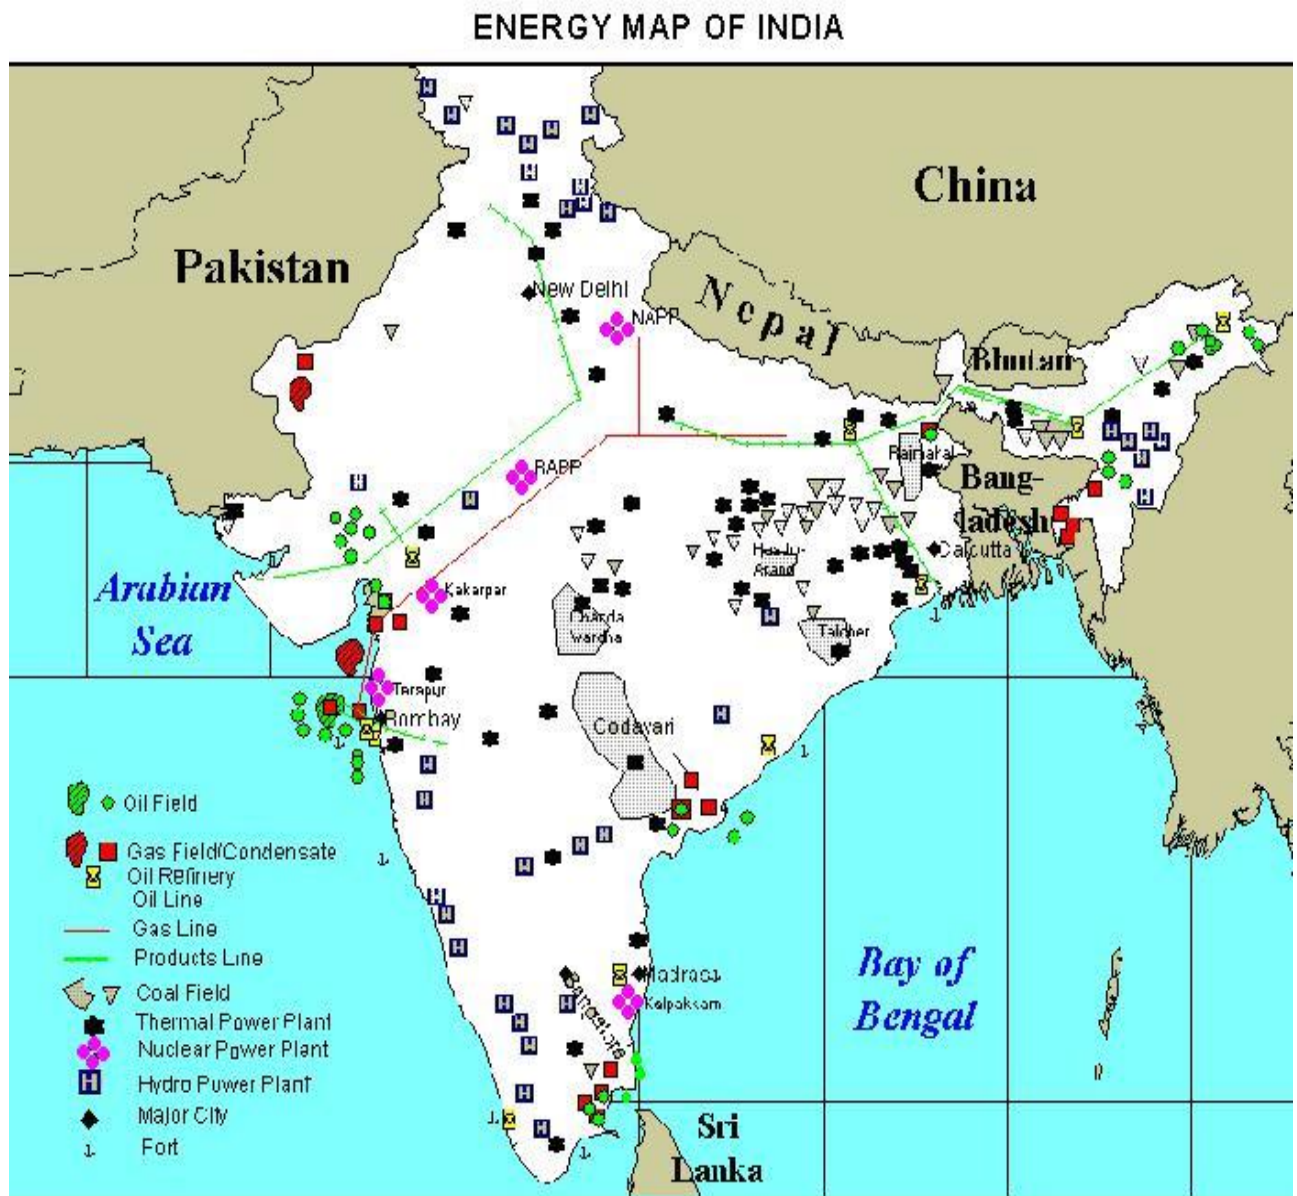 ENERGY MAP OF INDIA
China
Pakistan
Nepal
New Delhi
NAPP
Bhutan
Rajmahal
RAPP
Bang-
ladesh
Calcutta
Arabian
Sea
Kakarpar
wardha
Talcher
Tarapur
Bombay
Godavari
Oil Field
Gas Field/Condensate
Oil Refinery
Oil Line
Gas Line
Products Line
Coal Field
Thermal Power Plant
Nuclear Power Plant
Hydro Power Plant
Major City
Fort
Bay of
Bengal
Madras
Kalpakkam
Bangalore
Sri
Lanka